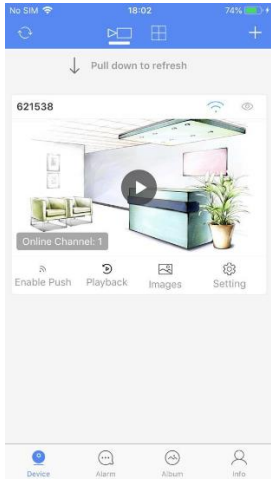 No SIM 18:02 74%
Pull down to refresh
621538
Online Channel: 1
Enable Push Playback Images Setting
Device Alarm Album Info